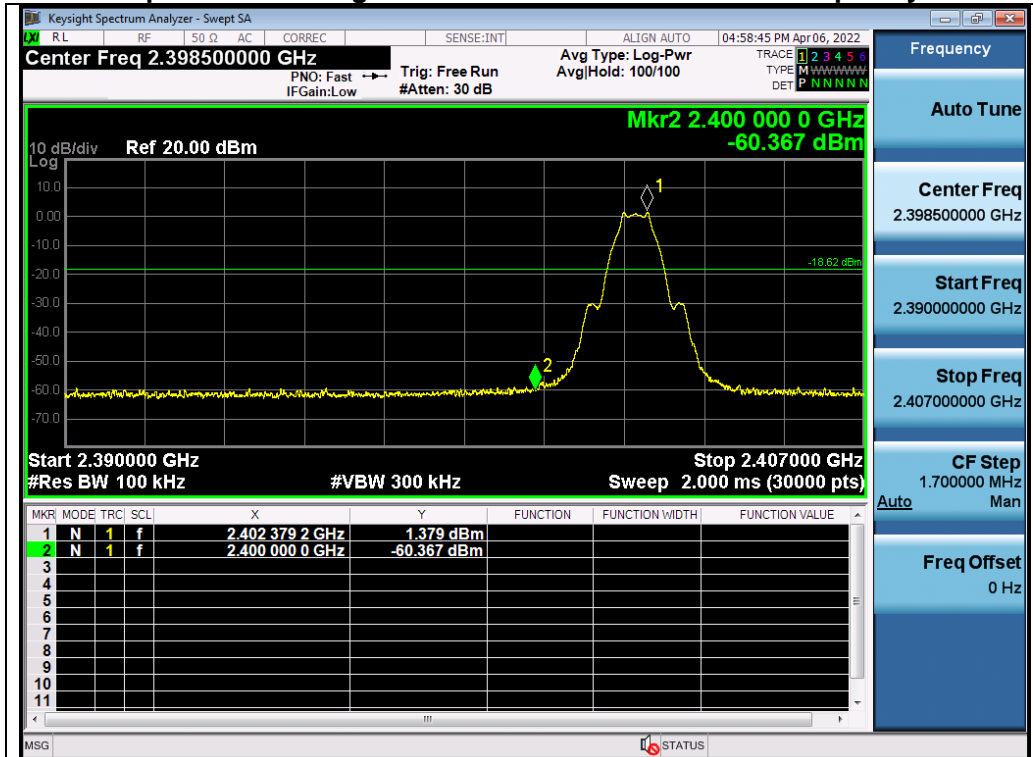 Keysight Spectrum Analyzer - Swept SA
LXI RL RF 50 Ω AC CORREC SENSE:INT ALIGN AUTO 04:58:45 PM Apr 06, 2022
Center Freq 2.398500000 GHz
PNO: Fast
IFGain:Low
Trig: Free Run
#Atten: 30 dB
Avg Type: Log-Pwr
Avg|Hold: 100/100
TRACE 1 2 3 4 5 6
TYPE M W W W W W
DET P N N N N N
Mkr2 2.400 000 0 GHz
-60.367 dBm
10 dB/div Ref 20.00 dBm
Log
1
10.0
0.00
-10.0
-18.62 dBm
-20.0
-30.0
-40.0
-50.0
2
-60.0
-70.0
Start 2.390000 GHz Stop 2.407000 GHz
#Res BW 100 kHz #VBW 300 kHz Sweep 2.000 ms (30000 pts)
MKR MODE TRC SCL X Y FUNCTION FUNCTION WIDTH FUNCTION VALUE
1 N 1 f 2.402 379 2 GHz 1.379 dBm
2 N 1 f 2.400 000 0 GHz -60.367 dBm
3
4
5
6
7
8
9
10
11
MSG STATUS
Frequency
Auto Tune
Center Freq
2.398500000 GHz
Start Freq
2.390000000 GHz
Stop Freq
2.407000000 GHz
CF Step
1.700000 MHz
Auto Man
Freq Offset
0 Hz